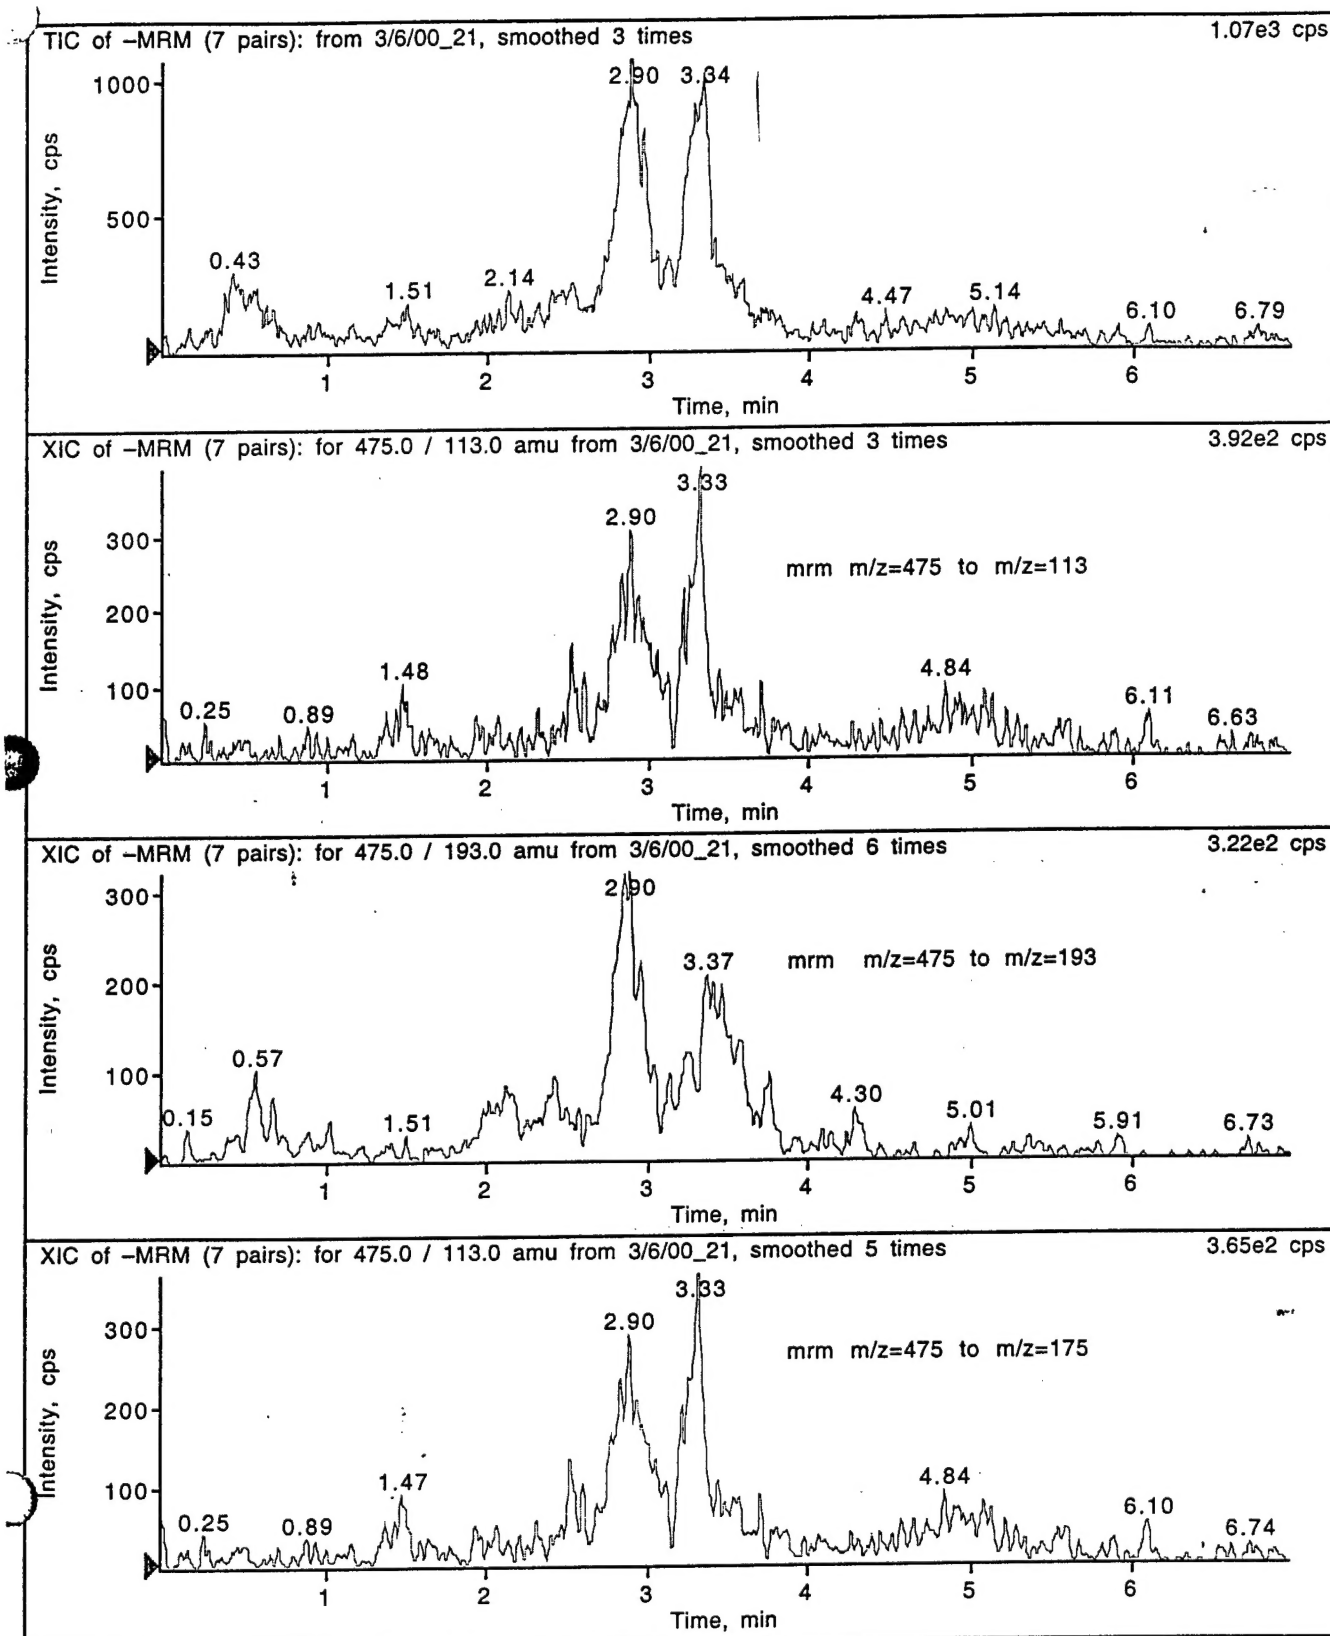 TIC of –MRM (7 pairs): from 3/6/00_21, smoothed 3 times 1.07e3 cps
2.90 3.34
1000
Intensity, cps
500
0.43
1.51
2.14
4.47
5.14
6.10
6.79
1 2 3 4 5 6
Time, min
XIC of –MRM (7 pairs): for 475.0 / 113.0 amu from 3/6/00_21, smoothed 3 times 3.92e2 cps
3.33
2.90
300
mrm m/z=475 to m/z=113
Intensity, cps
200
100
0.25
0.89
1.48
4.84
6.11
6.63
1 2 3 4 5 6
Time, min
XIC of –MRM (7 pairs): for 475.0 / 193.0 amu from 3/6/00_21, smoothed 6 times 3.22e2 cps
300
2.90
3.37
mrm m/z=475 to m/z=193
Intensity, cps
200
100
0.15
0.57
1.51
4.30
5.01
5.91
6.73
1 2 3 4 5 6
Time, min
XIC of –MRM (7 pairs): for 475.0 / 113.0 amu from 3/6/00_21, smoothed 5 times 3.65e2 cps
3.33
2.90
300
mrm m/z=475 to m/z=175
Intensity, cps
200
100
0.25
0.89
1.47
4.84
6.10
6.74
1 2 3 4 5 6
Time, min